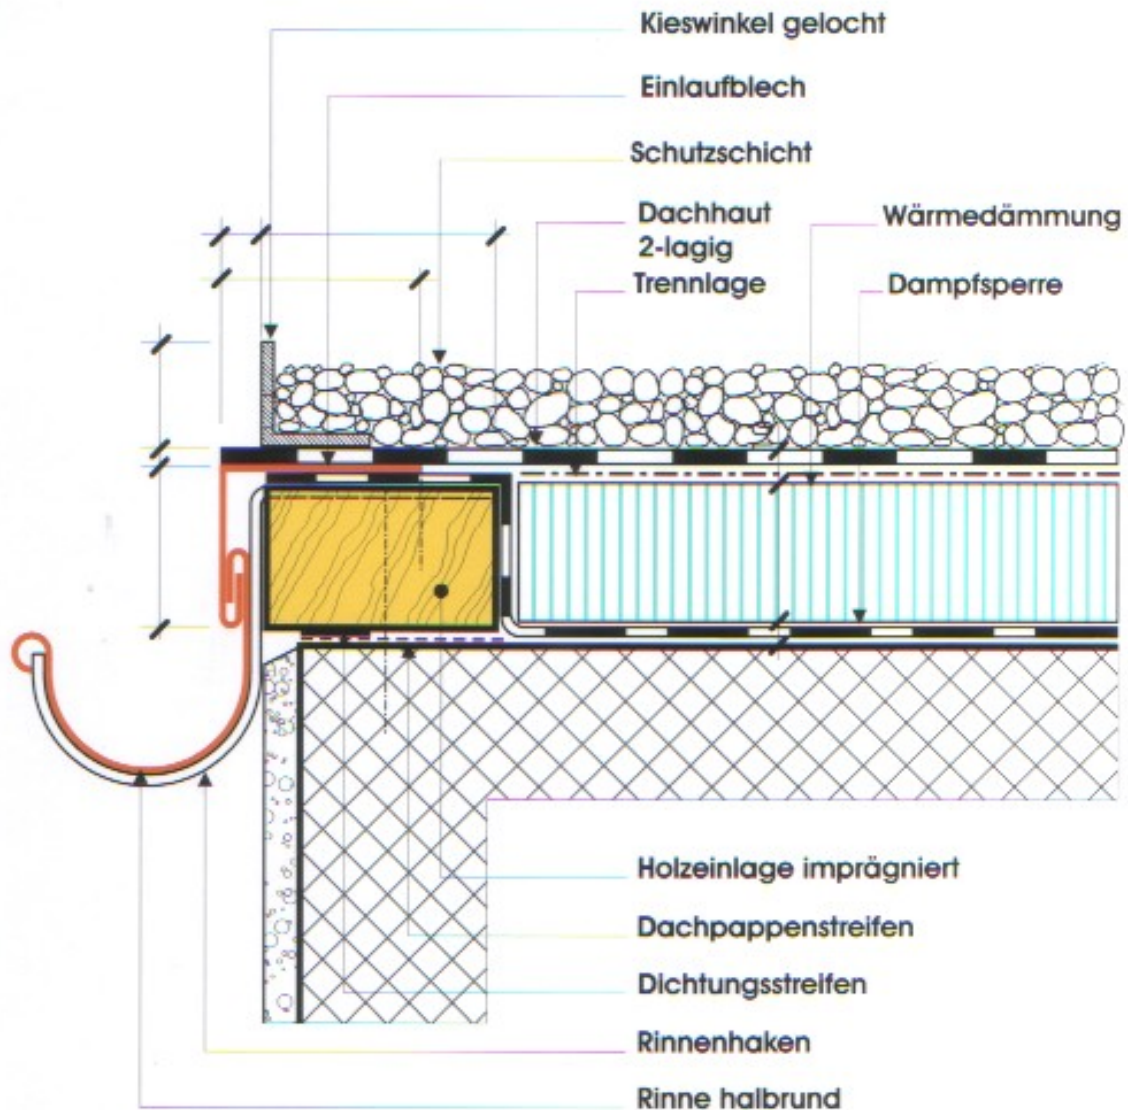 Kieswinkel gelocht
Einlaufblech
Schutzschicht
Dachhaut
2-lagig
Wärmedämmung
Trennlage
Dampfsperre
Holzeinlage imprägniert
Dachpappenstreifen
Dichtungsstreifen
Rinnenhaken
Rinne halbrund